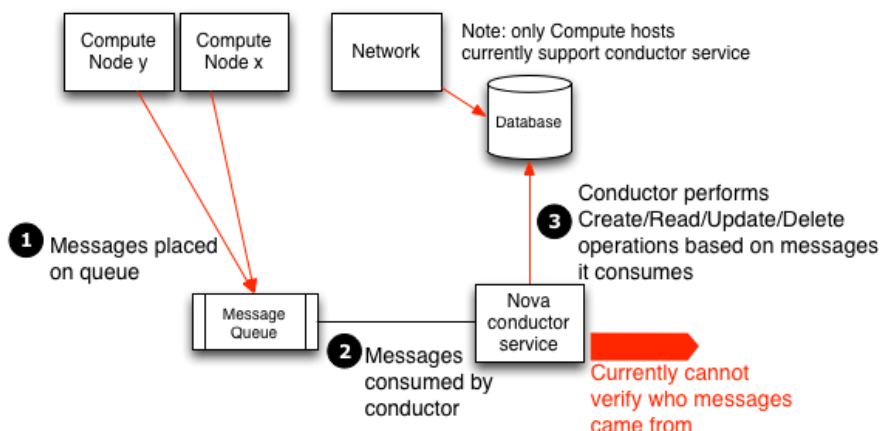 Compute
Node y
Compute
Node x
Network
Note: only Compute hosts
currently support conductor service
Database
1
Messages placed
on queue
Message
Queue
2
Messages
consumed by
conductor
Nova
conductor
service
3
Conductor performs
Create/Read/Update/Delete
operations based on messages
it consumes
Currently cannot
verify who messages
came from